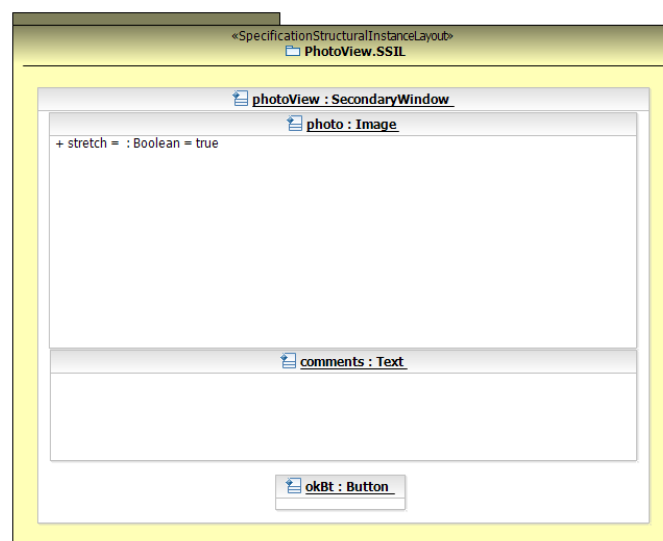 «SpecificationStructuralInstanceLayout»
PhotoView.SSIL
photoView : SecondaryWindow
photo : Image
+ stretch = : Boolean = true
comments : Text
okBt : Button